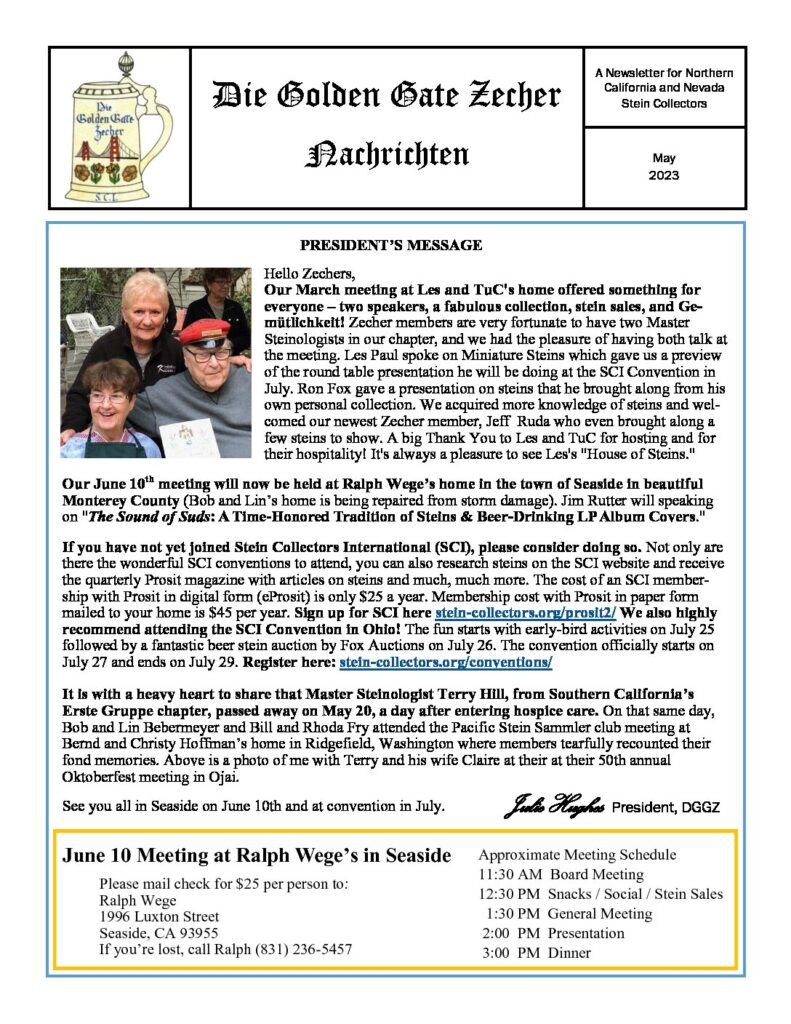 Die
Golden Gate
Zecher
S.C.I.
Die Golden Gate Zecher
Nachrichten
A Newsletter for Northern
California and Nevada
Stein Collectors
May
2023
PRESIDENT'S MESSAGE
Hello Zechers,
Our March meeting at Les and TuC's home offered something for
everyone – two speakers, a fabulous collection, stein sales, and Ge-
mütlichkeit! Zecher members are very fortunate to have two Master
Steinologists in our chapter, and we had the pleasure of having both talk at
the meeting. Les Paul spoke on Miniature Steins which gave us a preview
of the round table presentation he will be doing at the SCI Convention in
July. Ron Fox gave a presentation on steins that he brought along from his
own personal collection. We acquired more knowledge of steins and wel-
comed our newest Zecher member, Jeff Ruda who even brought along a
few steins to show. A big Thank You to Les and TuC for hosting and for
their hospitality! It's always a pleasure to see Les's "House of Steins."
Our June 10th meeting will now be held at Ralph Wege's home in the town of Seaside in beautiful
Monterey County (Bob and Lin's home is being repaired from storm damage). Jim Rutter will speaking
on "The Sound of Suds: A Time-Honored Tradition of Steins & Beer-Drinking LP Album Covers."
If you have not yet joined Stein Collectors International (SCI), please consider doing so. Not only are
there the wonderful SCI conventions to attend, you can also research steins on the SCI website and receive
the quarterly Prosit magazine with articles on steins and much, much more. The cost of an SCI member-
ship with Prosit in digital form (eProsit) is only $25 a year. Membership cost with Prosit in paper form
mailed to your home is $45 per year. Sign up for SCI here stein-collectors.org/prosit2/ We also highly
recommend attending the SCI Convention in Ohio! The fun starts with early-bird activities on July 25
followed by a fantastic beer stein auction by Fox Auctions on July 26. The convention officially starts on
July 27 and ends on July 29. Register here: stein-collectors.org/conventions/
It is with a heavy heart to share that Master Steinologist Terry Hill, from Southern California's
Erste Gruppe chapter, passed away on May 20, a day after entering hospice care. On that same day,
Bob and Lin Bebermeyer and Bill and Rhoda Fry attended the Pacific Stein Sammler club meeting at
Bernd and Christy Hoffman's home in Ridgefield, Washington where members tearfully recounted their
fond memories. Above is a photo of me with Terry and his wife Claire at their at their 50th annual
Oktoberfest meeting in Ojai.
See you all in Seaside on June 10th and at convention in July.
Julie Hughes President, DGGZ
June 10 Meeting at Ralph Wege's in Seaside
Please mail check for $25 per person to:
Ralph Wege
1996 Luxton Street
Seaside, CA 93955
If you're lost, call Ralph (831) 236-5457
Approximate Meeting Schedule
11:30 AM Board Meeting
12:30 PM Snacks / Social / Stein Sales
1:30 PM General Meeting
2:00 PM Presentation
3:00 PM Dinner